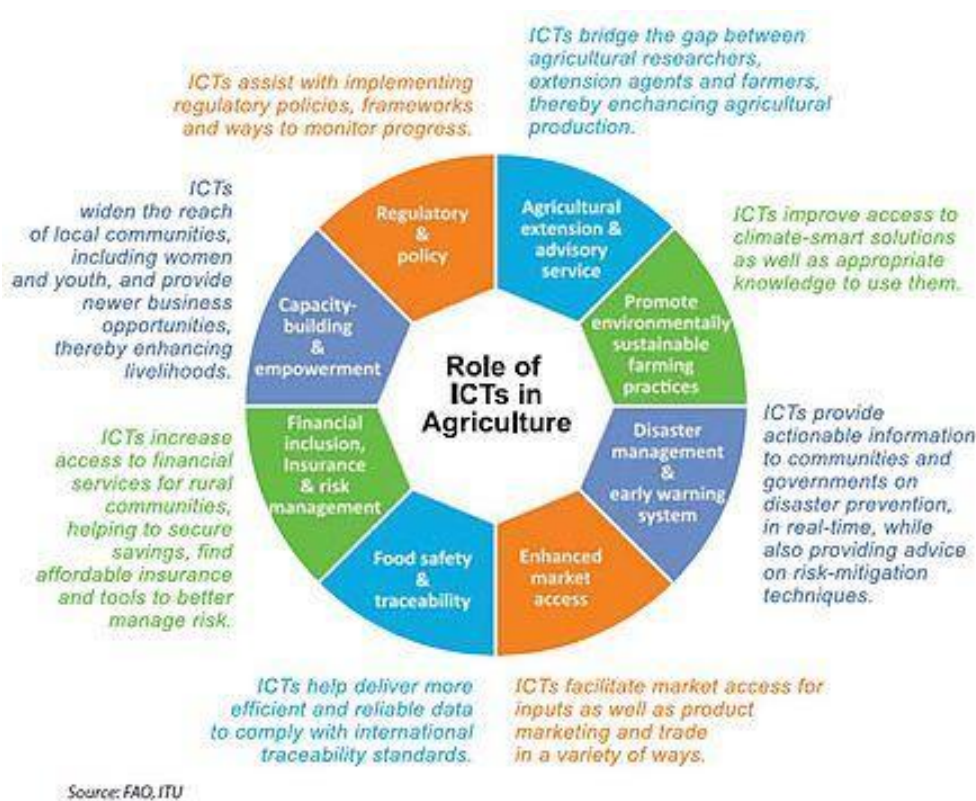 ICTs bridge the gap between
agricultural researchers,
extension agents and farmers,
thereby enchancing agricultural
production.
ICTs assist with implementing
regulatory policies, frameworks
and ways to monitor progress.
ICTs
widen the reach
of local communities,
including women
and youth, and provide
newer business
opportunities,
thereby enhancing
livelihoods.
Regulatory
&
policy
Agricultural
extension &
advisory
service
ICTs improve access to
climate-smart solutions
as well as appropriate
knowledge to use them.
Capacity-
building
&
empowerment
Promote
environmentally
sustainable
farming
practices
Role of
ICTs in
Agriculture
ICTs increase
access to financial
services for rural
communities,
helping to secure
savings, find
affordable insurance
and tools to better
manage risk.
Financial
inclusion,
Insurance
& risk
management
Disaster
management
&
early warning
system
ICTs provide
actionable information
to communities and
governments on
disaster prevention,
in real-time, while
also providing advice
on risk-mitigation
techniques.
Food safety
&
traceability
Enhanced
market
access
ICTs help deliver more
efficient and reliable data
to comply with international
traceability standards.
ICTs facilitate market access for
inputs as well as product
marketing and trade
in a variety of ways.
Source: FAO, ITU